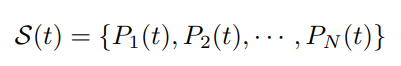 𝒮(t) = {P₁(t), P₂(t), ⋯ , P_N(t)}